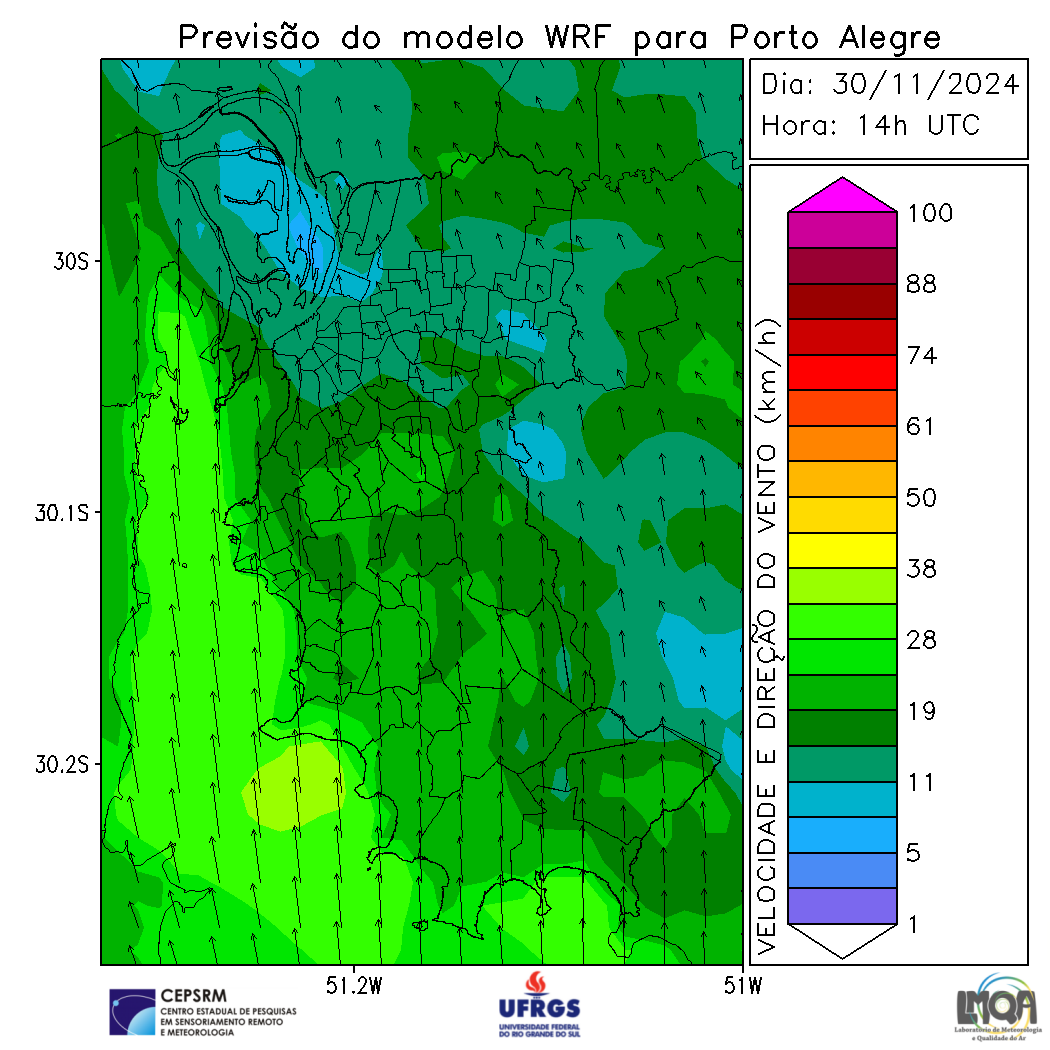 Previsão do modelo WRF para Porto Alegre
Dia: 30/11/2024
Hora: 14h UTC
30S
30.1S
30.2S
51.2W
51W
VELOCIDADE E DIREÇÃO DO VENTO (km/h)
100
88
74
61
50
38
28
19
11
5
1
CEPSRM
CENTRO ESTADUAL DE PESQUISAS
EM SENSORIAMENTO REMOTO
E METEOROLOGIA
UFRGS
UNIVERSIDADE FEDERAL
DO RIO GRANDE DO SUL
LMQA
Laboratório de Meteorologia
e Qualidade do Ar